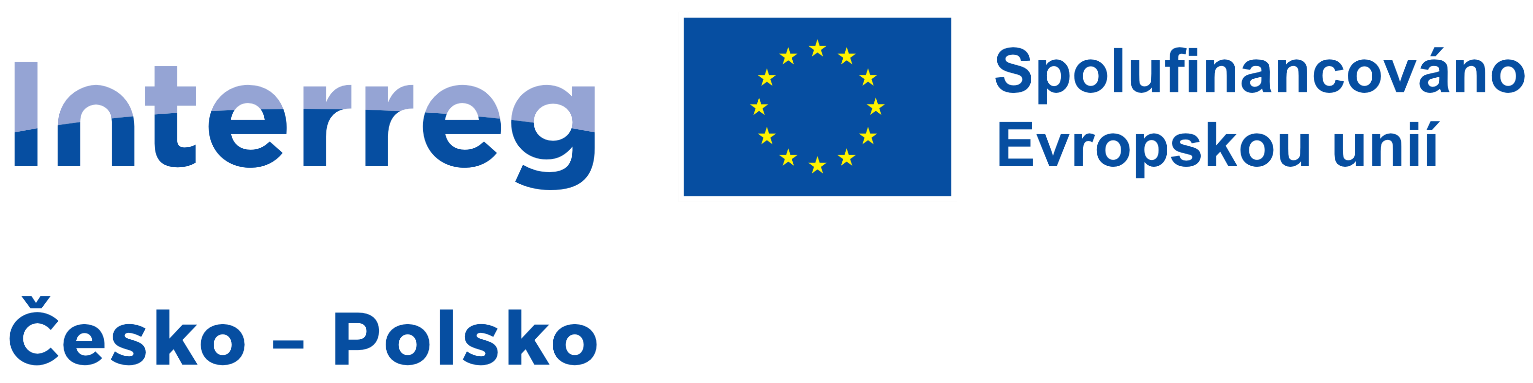 Interreg
Spolufinancováno
Evropskou unií
Česko – Polsko